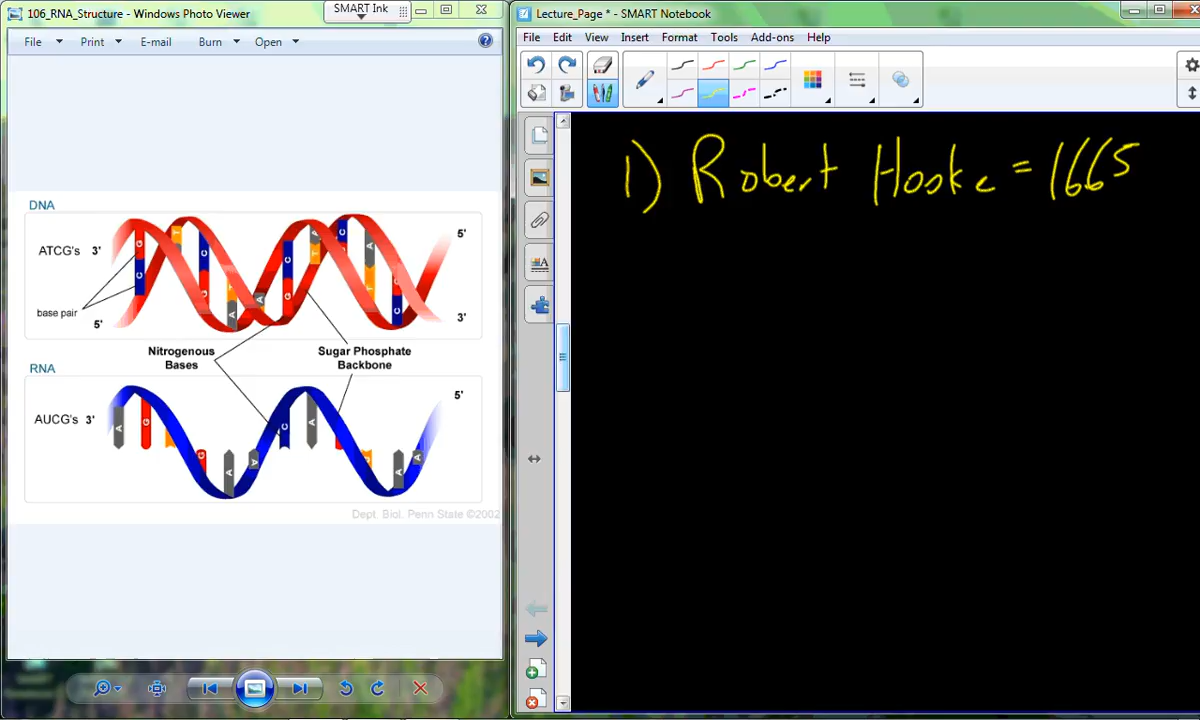 106_RNA_Structure - Windows Photo Viewer
SMART Ink
File Print E-mail Burn Open
DNA
ATCG's 3'
5'
base pair
5'
3'
G
C
T
C
G
T
A
A
C
G
A
T
C
A
T
C
Nitrogenous
Bases
Sugar Phosphate
Backbone
RNA
5'
AUCG's 3'
A
G
G
A
A
C
A
A
A
Dept. Biol. Penn State ©2002
Lecture_Page * - SMART Notebook
File Edit View Insert Format Tools Add-ons Help
1) Robert Hooke = 1665